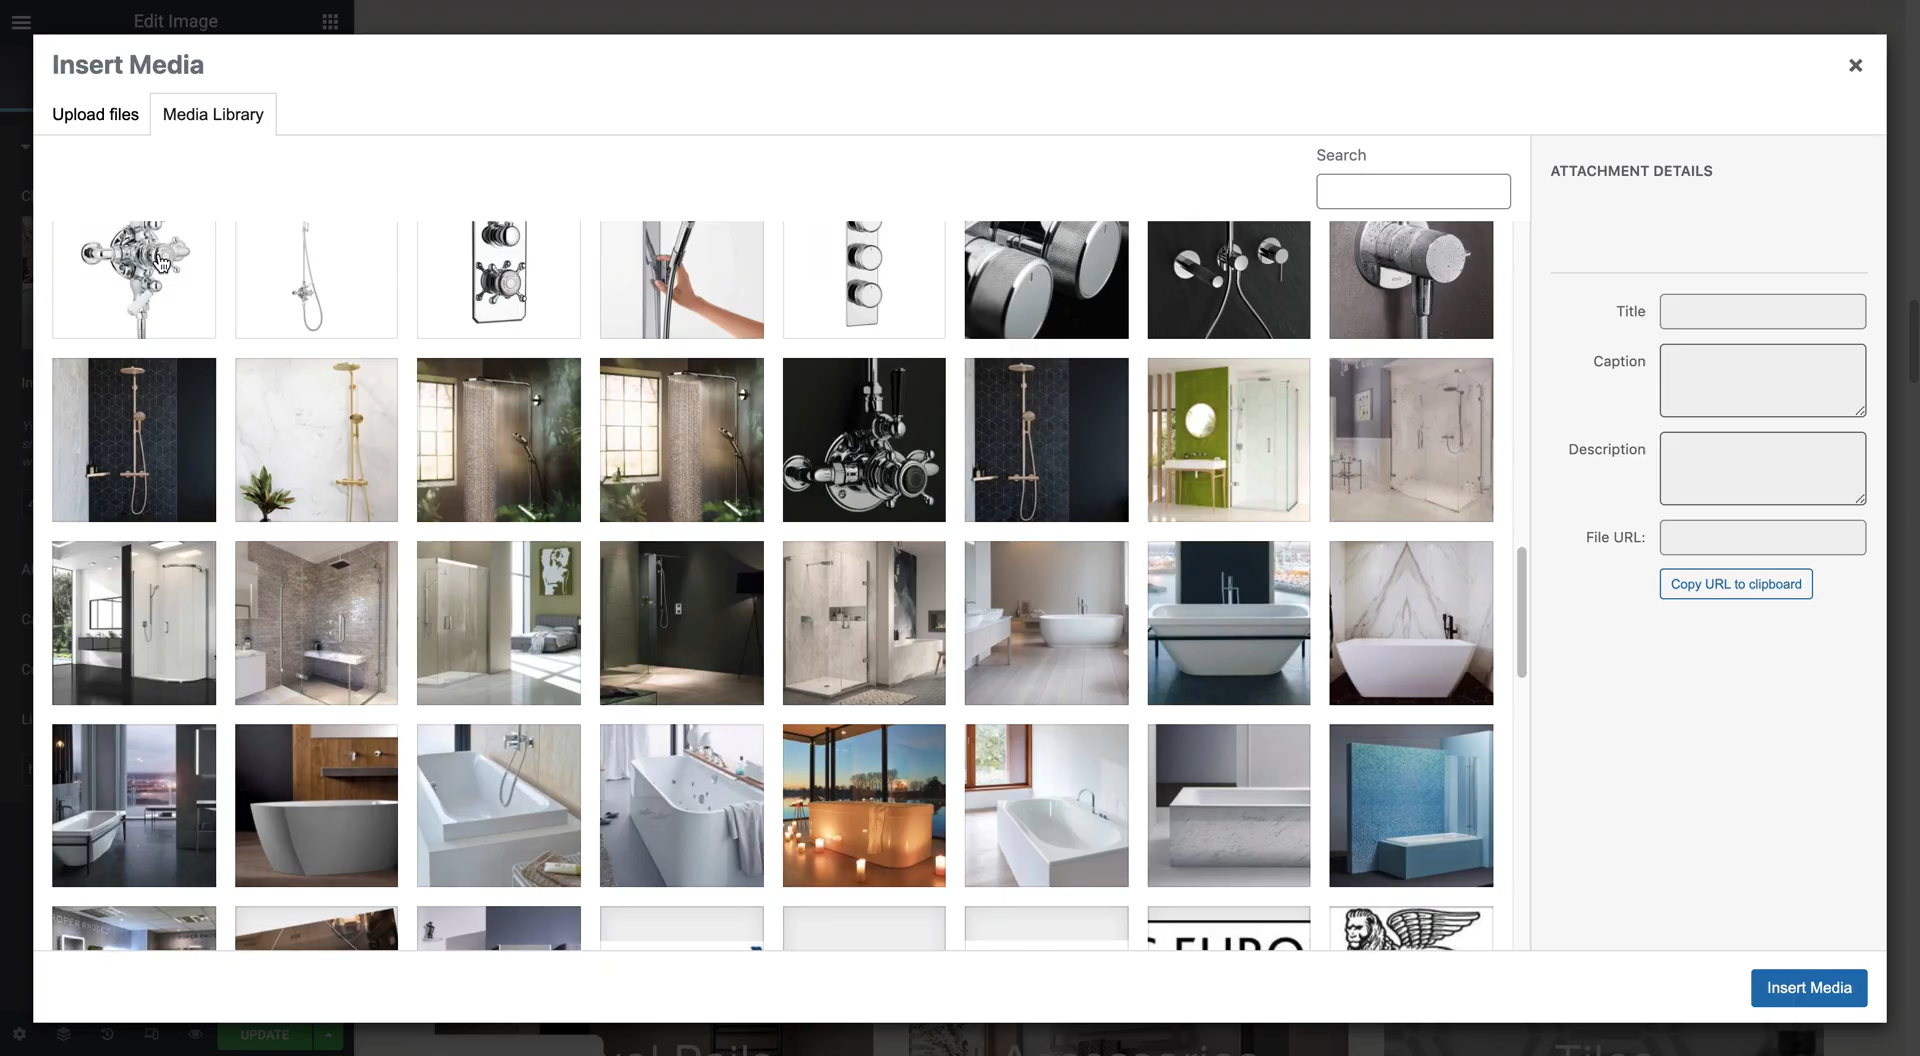 Edit Image
Insert Media
Upload files
Media Library
Search
ATTACHMENT DETAILS
Title
Caption
Description
File URL:
Copy URL to clipboard
Insert Media
UPDATE